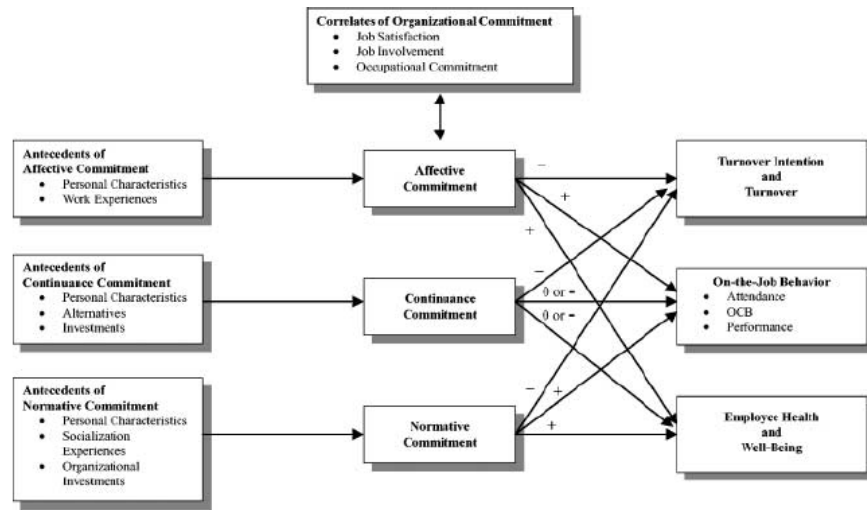 Correlates of Organizational Commitment
• Job Satisfaction
• Job Involvement
• Occupational Commitment
Antecedents of
Affective Commitment
• Personal Characteristics
• Work Experiences
Affective
Commitment
Turnover Intention
and
Turnover
−
+
+
Antecedents of
Continuance Commitment
• Personal Characteristics
• Alternatives
• Investments
Continuance
Commitment
−
0 or -
0 or -
On-the-Job Behavior
• Attendance
• OCB
• Performance
Antecedents of
Normative Commitment
• Personal Characteristics
• Socialization
Experiences
• Organizational
Investments
Normative
Commitment
−
+
+
Employee Health
and
Well-Being